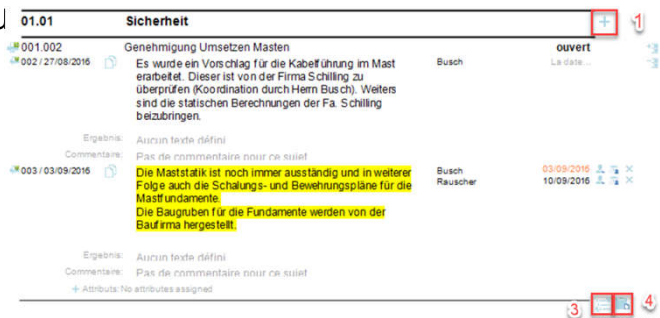 01.01 Sicherheit 1
001.002 Genehmigung Umsetzen Masten ouvert
002 / 27/08/2016 Es wurde ein Vorschlag für die Kabelführung im Mast Busch La date...
erarbeitet. Dieser ist von der Firma Schilling zu
überprüfen (Koordination durch Herrn Busch). Weiters
sind die statischen Berechnungen der Fa. Schilling
beizubringen.
Ergebnis: Aucun texte défini
Commentaire: Pas de commentaire pour ce sujet
003 / 03/09/2016 Die Maststatik ist noch immer ausständig und in weiterer Busch 03/09/2016
Folge auch die Schalungs- und Bewehrungspläne für die Rauscher 10/09/2016
Mastfundamente.
Die Baugruben für die Fundamente werden von der
Baufirma hergestellt.
Ergebnis: Aucun texte défini
Commentaire: Pas de commentaire pour ce sujet
+ Attributs: No attributes assigned
3 4